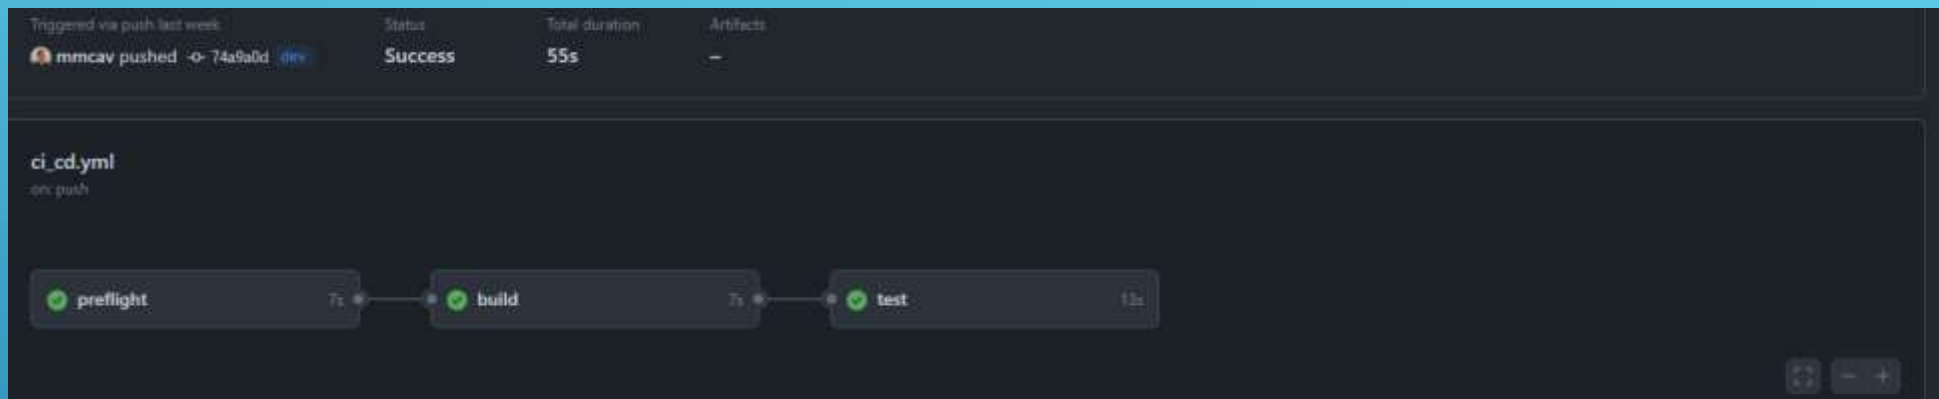 Triggered via push last week
Status
Total duration
Artifacts
mmcav pushed 74a9a0d dev
Success
55s
–
ci_cd.yml
on: push
preflight 7s
build 7s
test 13s